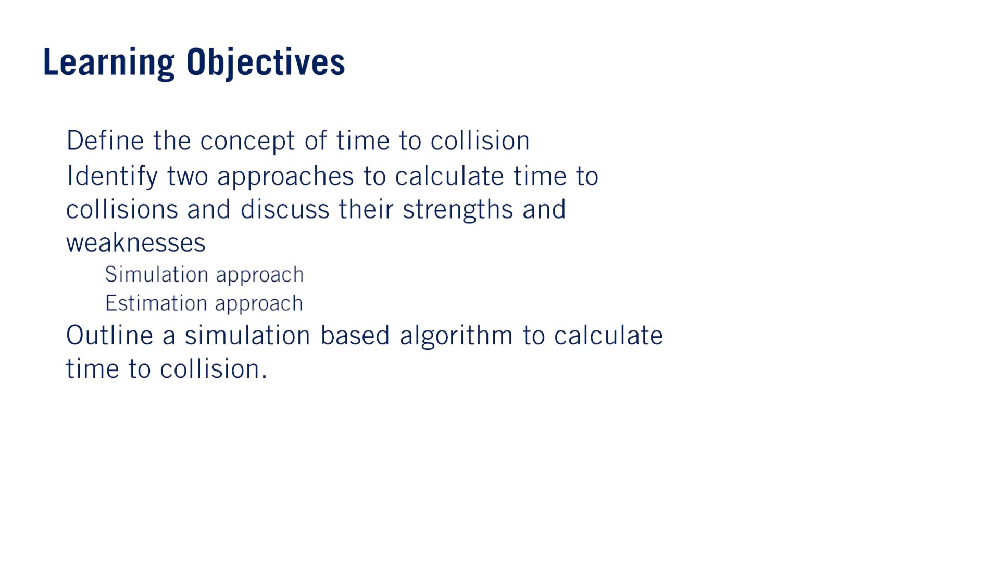 Learning Objectives
Define the concept of time to collision
Identify two approaches to calculate time to
collisions and discuss their strengths and
weaknesses
Simulation approach
Estimation approach
Outline a simulation based algorithm to calculate
time to collision.